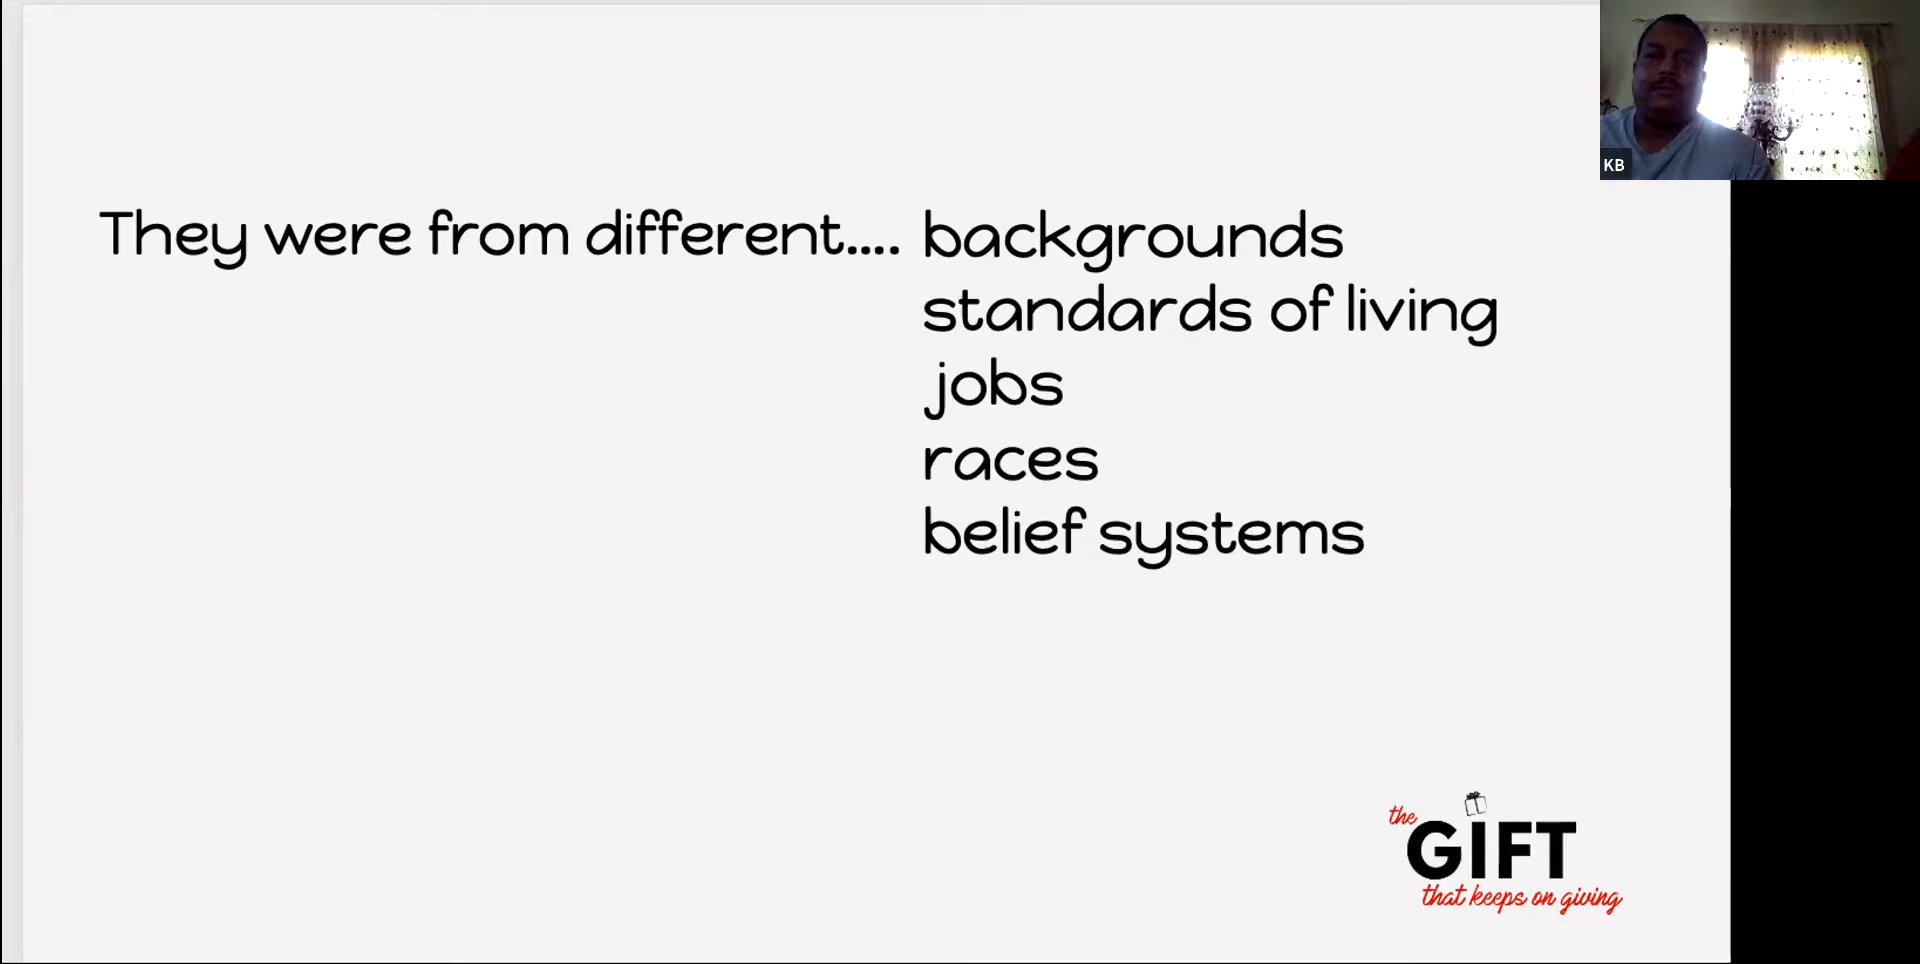 KB
They were from different.... backgrounds
standards of living
jobs
races
belief systems
the
GIFT
that keeps on giving